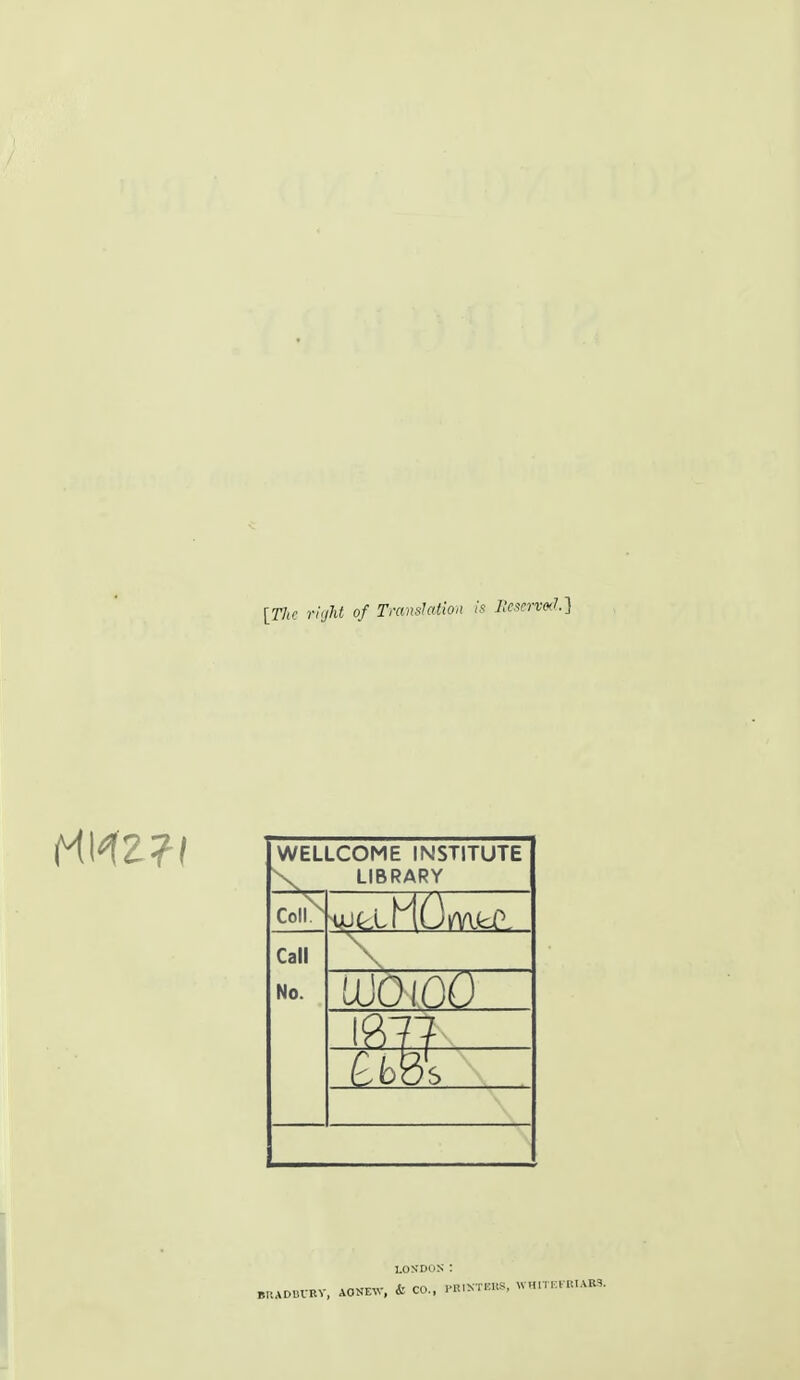 [The right of Translation is Reserved.]
M14271
WELLCOME INSTITUTE
LIBRARY
Coll. welMOmec
Call
No. WO100
1877
E68s
LONDON :
BRADBURY, AGNEW, & CO., PRINTERS, WHITEFRIARS.